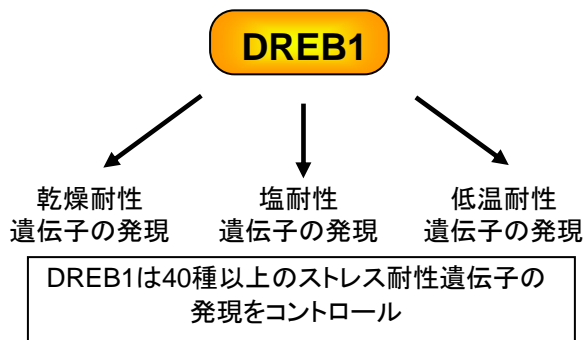 DREB1
乾燥耐性
遺伝子の発現
塩耐性
遺伝子の発現
低温耐性
遺伝子の発現
DREB1は40種以上のストレス耐性遺伝子の
発現をコントロール